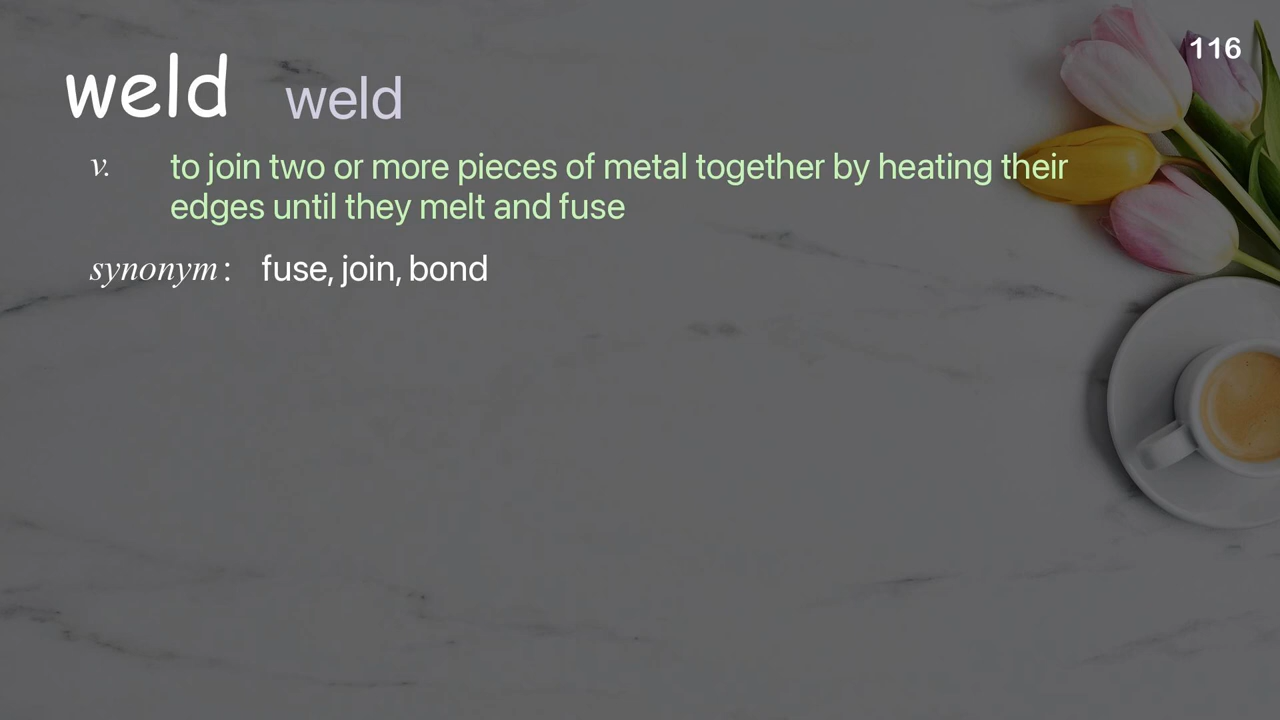 116
weld weld
v. to join two or more pieces of metal together by heating their
edges until they melt and fuse
synonym: fuse, join, bond